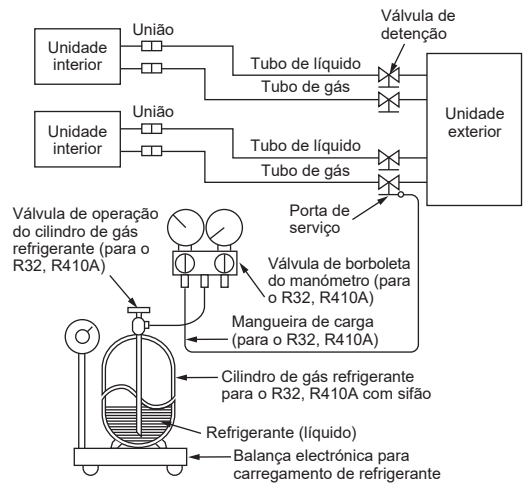 Válvula de
detenção
União
Unidade
interior
Tubo de líquido
Tubo de gás
Unidade
exterior
União
Unidade
interior
Tubo de líquido
Tubo de gás
Porta de
serviço
Válvula de operação
do cilindro de gás
refrigerante (para o
R32, R410A)
Válvula de borboleta
do manómetro (para
o R32, R410A)
Mangueira de carga
(para o R32, R410A)
Cilindro de gás refrigerante
para o R32, R410A com sifão
Refrigerante (líquido)
Balança electrónica para
carregamento de refrigerante